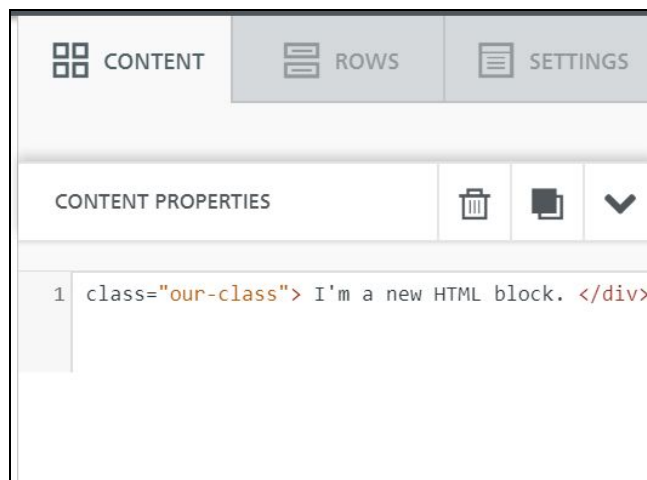 CONTENT ROWS SETTINGS
CONTENT PROPERTIES
1 class="our-class"> I'm a new HTML block. </div>